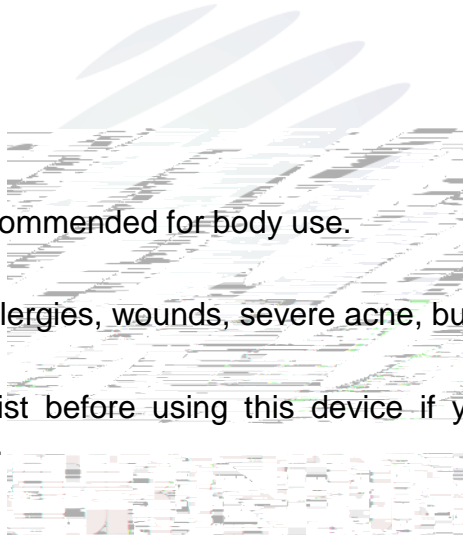 ommended for body use.
lergies, wounds, severe acne, bu
ist before using this device if y